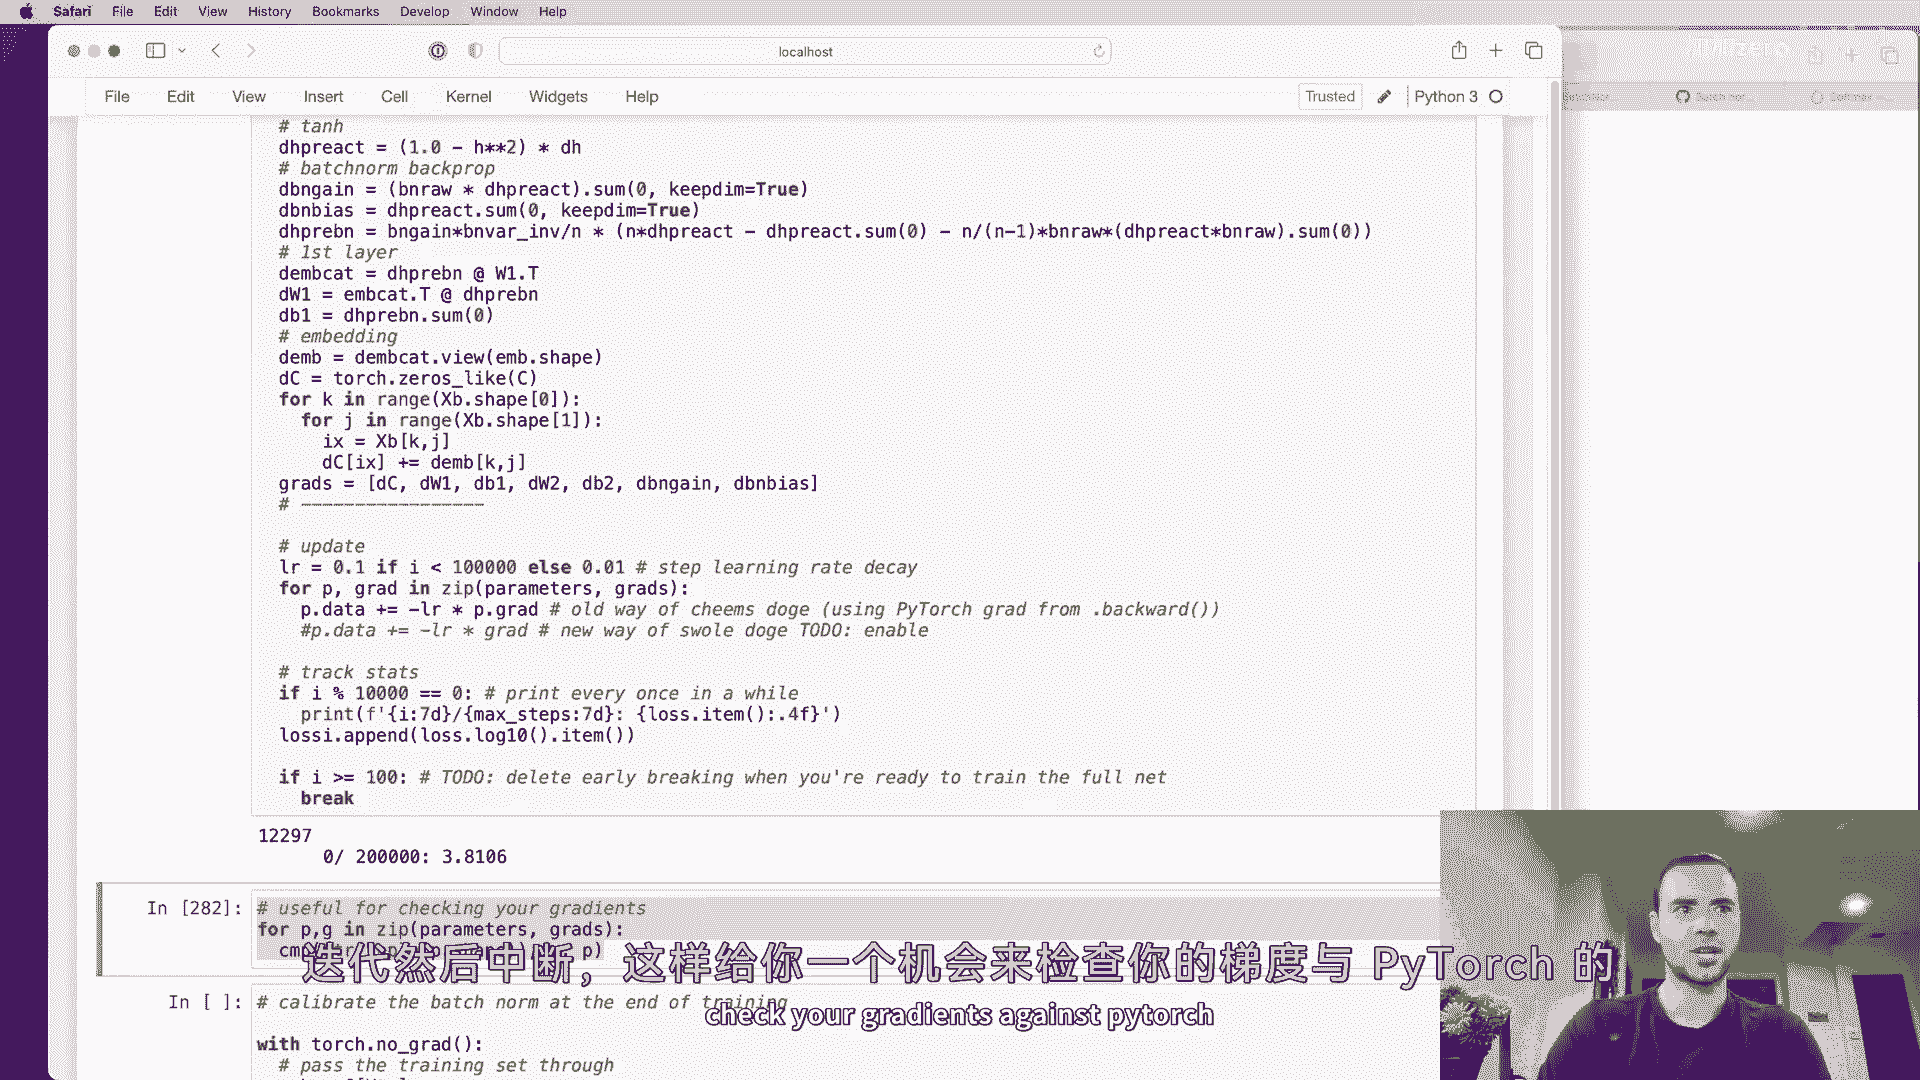 Safari File Edit View History Bookmarks Develop Window Help
localhost
File Edit View Insert Cell Kernel Widgets Help Trusted Python 3
# tanh
dhpreact = (1.0 - h**2) * dh
# batchnorm backprop
dbngain = (bnraw * dhpreact).sum(0, keepdim=True)
dbnbias = dhpreact.sum(0, keepdim=True)
dhprebn = bngain*bnvar_inv/n * (n*dhpreact - dhpreact.sum(0) - n/(n-1)*bnraw*(dhpreact*bnraw).sum(0))
# 1st layer
dembcat = dhprebn @ W1.T
dW1 = embcat.T @ dhprebn
db1 = dhprebn.sum(0)
# embedding
demb = dembcat.view(emb.shape)
dC = torch.zeros_like(C)
for k in range(Xb.shape[0]):
for j in range(Xb.shape[1]):
ix = Xb[k,j]
dC[ix] += demb[k,j]
grads = [dC, dW1, db1, dW2, db2, dbngain, dbnbias]
# -----------------
# update
lr = 0.1 if i < 100000 else 0.01 # step learning rate decay
for p, grad in zip(parameters, grads):
p.data += -lr * p.grad # old way of cheems doge (using PyTorch grad from .backward())
#p.data += -lr * grad # new way of swole doge TODO: enable
# track stats
if i % 10000 == 0: # print every once in a while
print(f'{i:7d}/{max_steps:7d}: {loss.item():.4f}')
lossi.append(loss.log10().item())
if i >= 100: # TODO: delete early breaking when you're ready to train the full net
break
12297
0/ 200000: 3.8106
In [282]: # useful for checking your gradients
for p,g in zip(parameters, grads):
p)
迭代然后中断，这样给你一个机会来检查你的梯度与 PyTorch 的
In [ ]: # calibrate the batch norm at the end of training
check your gradients against pytorch
with torch.no_grad():
# pass the training set through